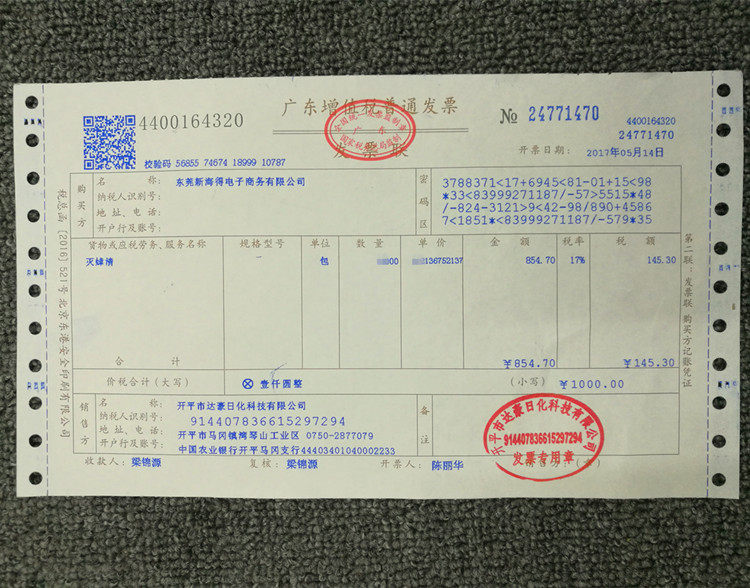 广东增值税普通发票
4400164320
№ 24771470
4400164320
24771470
发票联
开票日期: 2017年05月14日
校验码 56855 74674 18999 10787
税总函[2016]521号北京东港安全印刷有限公司
购买方
名 称: 东莞新海得电子商务有限公司
纳税人识别号:
地址、电话:
开户行及账号:
密码区
3788371<17+6945<81-01+15<98
*33<83999271187/-57>5515*48
/-824-3121>9<42-98/890+4586
7<1851*<83999271187/-579*35
货物或应税劳务、服务名称 规格型号 单位 数量 单价 金额 税率 税额
灭蟑清 包 00 136752137 854.70 17% 145.30
合 计 ¥854.70 ¥145.30
价税合计(大写) ⊗壹仟圆整 (小写) ¥1000.00
销售方
名 称: 开平市达豪日化科技有限公司
纳税人识别号: 914407836615297294
地址、电话: 开平市马冈镇湾琴山工业区 0750-2877079
开户行及账号: 中国农业银行开平马冈支行44403401040002233
备注
开平市达豪日化科技有限公司
914407836615297294
发票专用章
收款人: 梁锦源 复核: 梁锦源 开票人: 陈丽华
第二联:发票联 购买方记账凭证